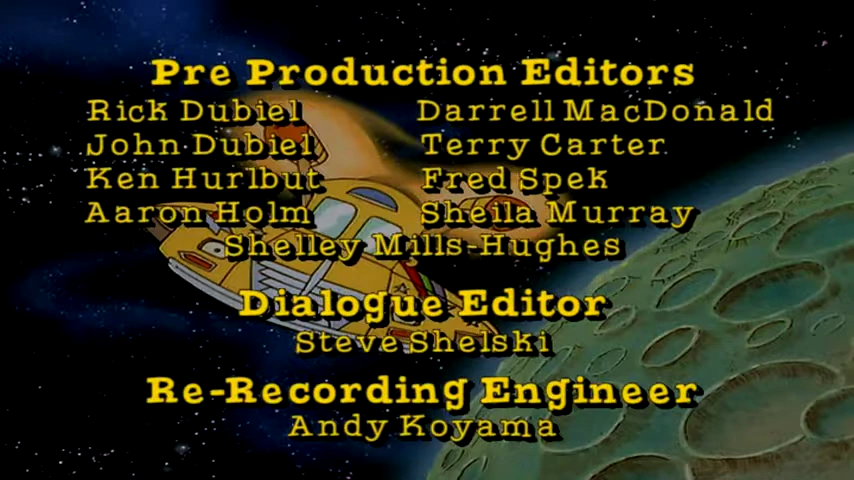 Pre Production Editors
Rick Dubiel Darrell MacDonald
John Dubiel Terry Carter
Ken Hurlbut Fred Spek
Aaron Holm Sheila Murray
Shelley Mills-Hughes
Dialogue Editor
Steve Shelski
Re-Recording Engineer
Andy Koyama